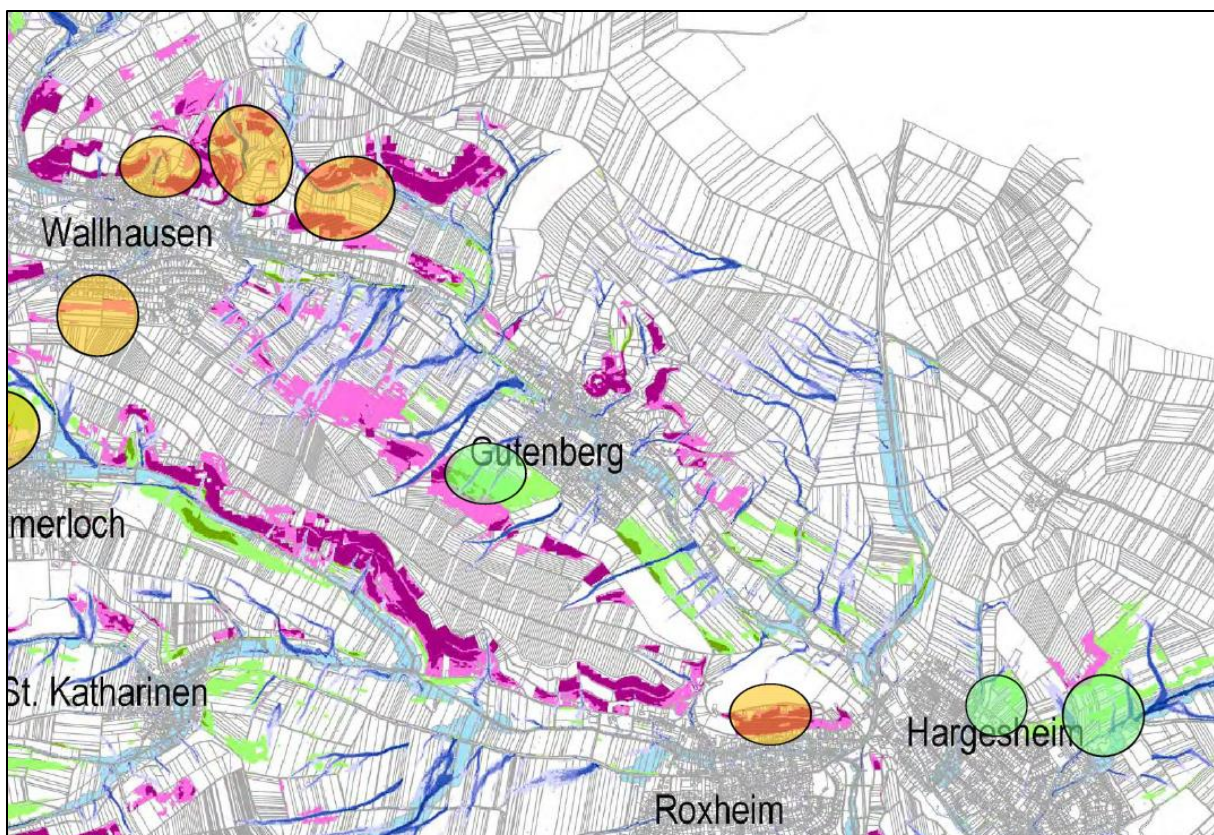 Wallhausen
Gutenberg
merloch
St. Katharinen
Hargesheim
Roxheim